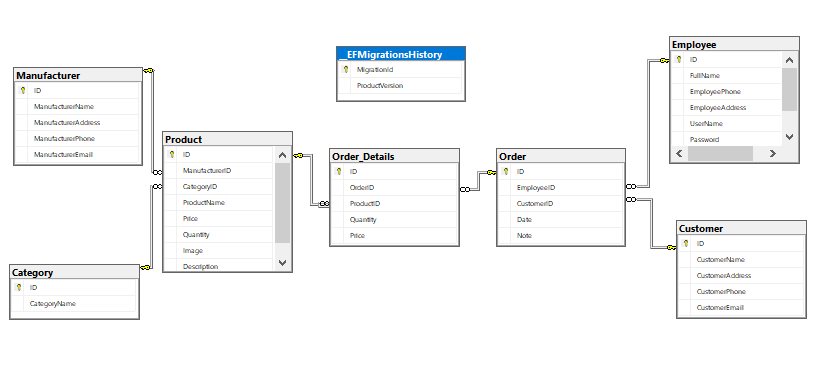 Manufacturer
ID
ManufacturerName
ManufacturerAddress
ManufacturerPhone
ManufacturerEmail
Category
ID
CategoryName
Product
ID
ManufacturerID
CategoryID
ProductName
Price
Quantity
Image
Description
__EFMigrationsHistory
MigrationId
ProductVersion
Order_Details
ID
OrderID
ProductID
Quantity
Price
Order
ID
EmployeeID
CustomerID
Date
Note
Employee
ID
FullName
EmployeePhone
EmployeeAddress
UserName
Password
Customer
ID
CustomerName
CustomerAddress
CustomerPhone
CustomerEmail